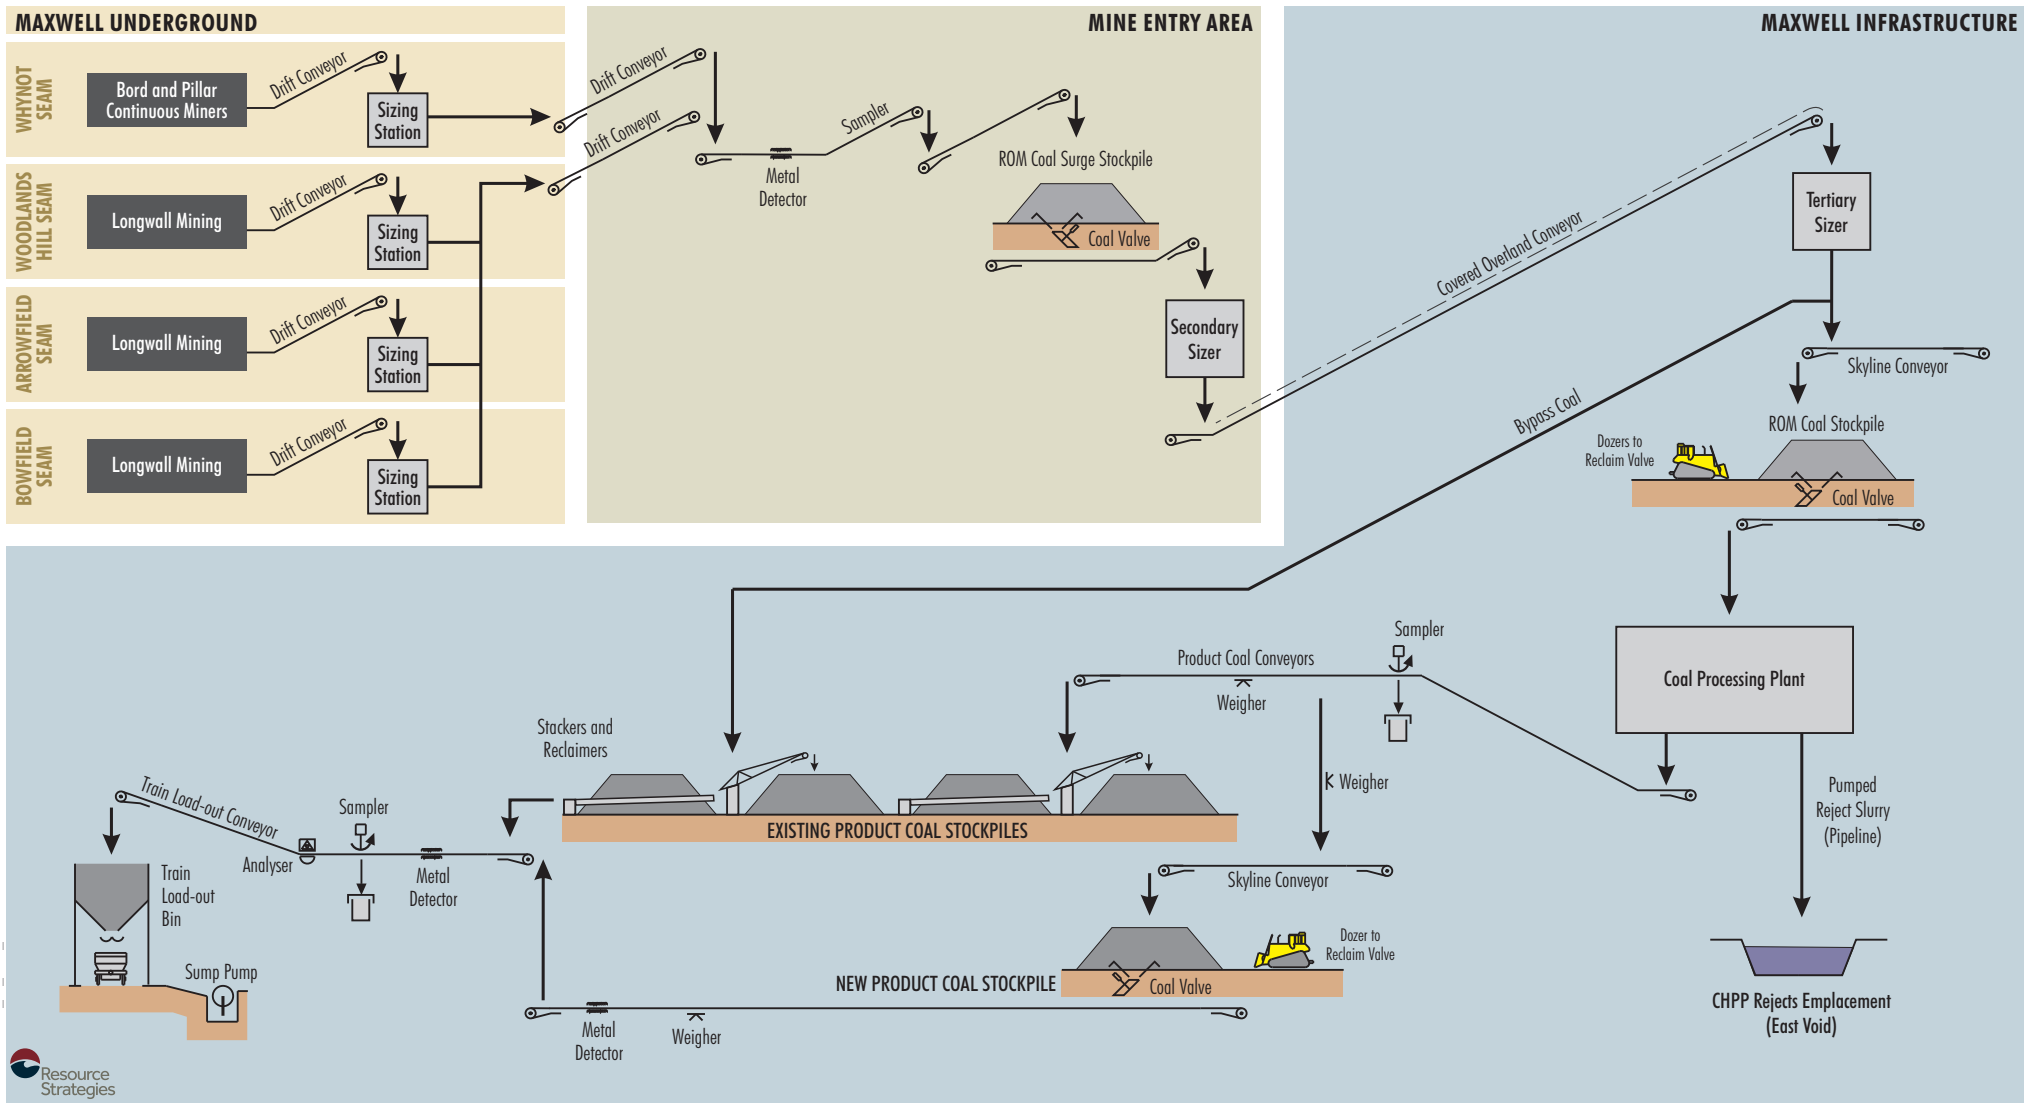 MAXWELL UNDERGROUND
WHYNOT
SEAM
Bord and Pillar
Continuous Miners
Drift Conveyor
Sizing
Station
WOODLANDS
HILL SEAM
Longwall Mining
Drift Conveyor
Sizing
Station
ARROWFIELD
SEAM
Longwall Mining
Drift Conveyor
Sizing
Station
BOWFIELD
SEAM
Longwall Mining
Drift Conveyor
Sizing
Station
MINE ENTRY AREA
Drift Conveyor
Drift Conveyor
Metal
Detector
Sampler
ROM Coal Surge Stockpile
Coal Valve
Secondary
Sizer
MAXWELL INFRASTRUCTURE
Covered Overland Conveyor
Tertiary
Sizer
Bypass Coal
Skyline Conveyor
ROM Coal Stockpile
Dozers to
Reclaim Valve
Coal Valve
Coal Processing Plant
Pumped
Reject Slurry
(Pipeline)
CHPP Rejects Emplacement
(East Void)
Sampler
Product Coal Conveyors
Weigher
Weigher
Stackers and
Reclaimers
EXISTING PRODUCT COAL STOCKPILES
Skyline Conveyor
Dozer to
Reclaim Valve
NEW PRODUCT COAL STOCKPILE
Coal Valve
Metal
Detector
Weigher
Train Load-out Conveyor
Sampler
Analyser
Metal
Detector
Train
Load-out
Bin
Sump Pump
Resource
Strategies